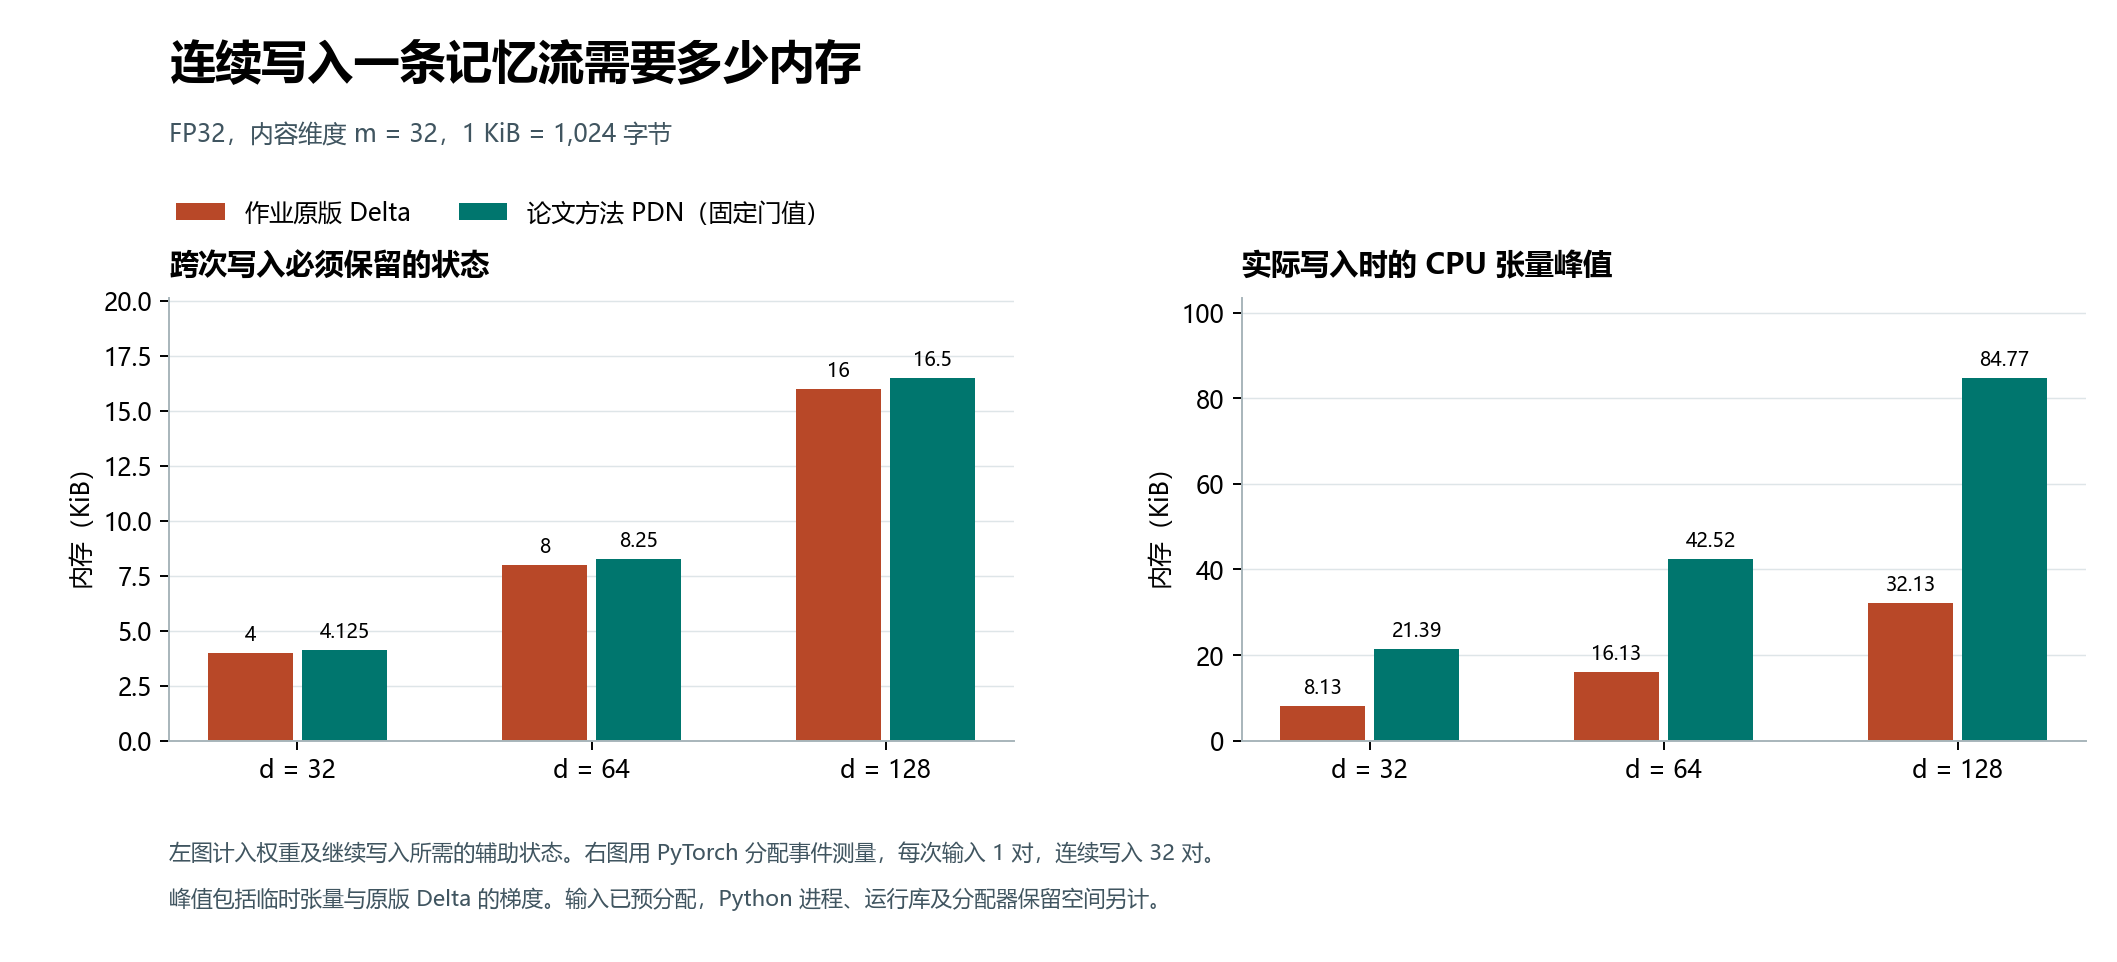 连续写入一条记忆流需要多少内存
FP32，内容维度 m = 32，1 KiB = 1,024 字节
作业原版 Delta
论文方法 PDN（固定门值）
跨次写入必须保留的状态
内存（KiB）
20.0
17.5
15.0
12.5
10.0
7.5
5.0
2.5
0.0
4
4.125
8
8.25
16
16.5
d = 32
d = 64
d = 128
实际写入时的 CPU 张量峰值
内存（KiB）
100
80
60
40
20
0
8.13
21.39
16.13
42.52
32.13
84.77
d = 32
d = 64
d = 128
左图计入权重及继续写入所需的辅助状态。右图用 PyTorch 分配事件测量，每次输入 1 对，连续写入 32 对。
峰值包括临时张量与原版 Delta 的梯度。输入已预分配，Python 进程、运行库及分配器保留空间另计。